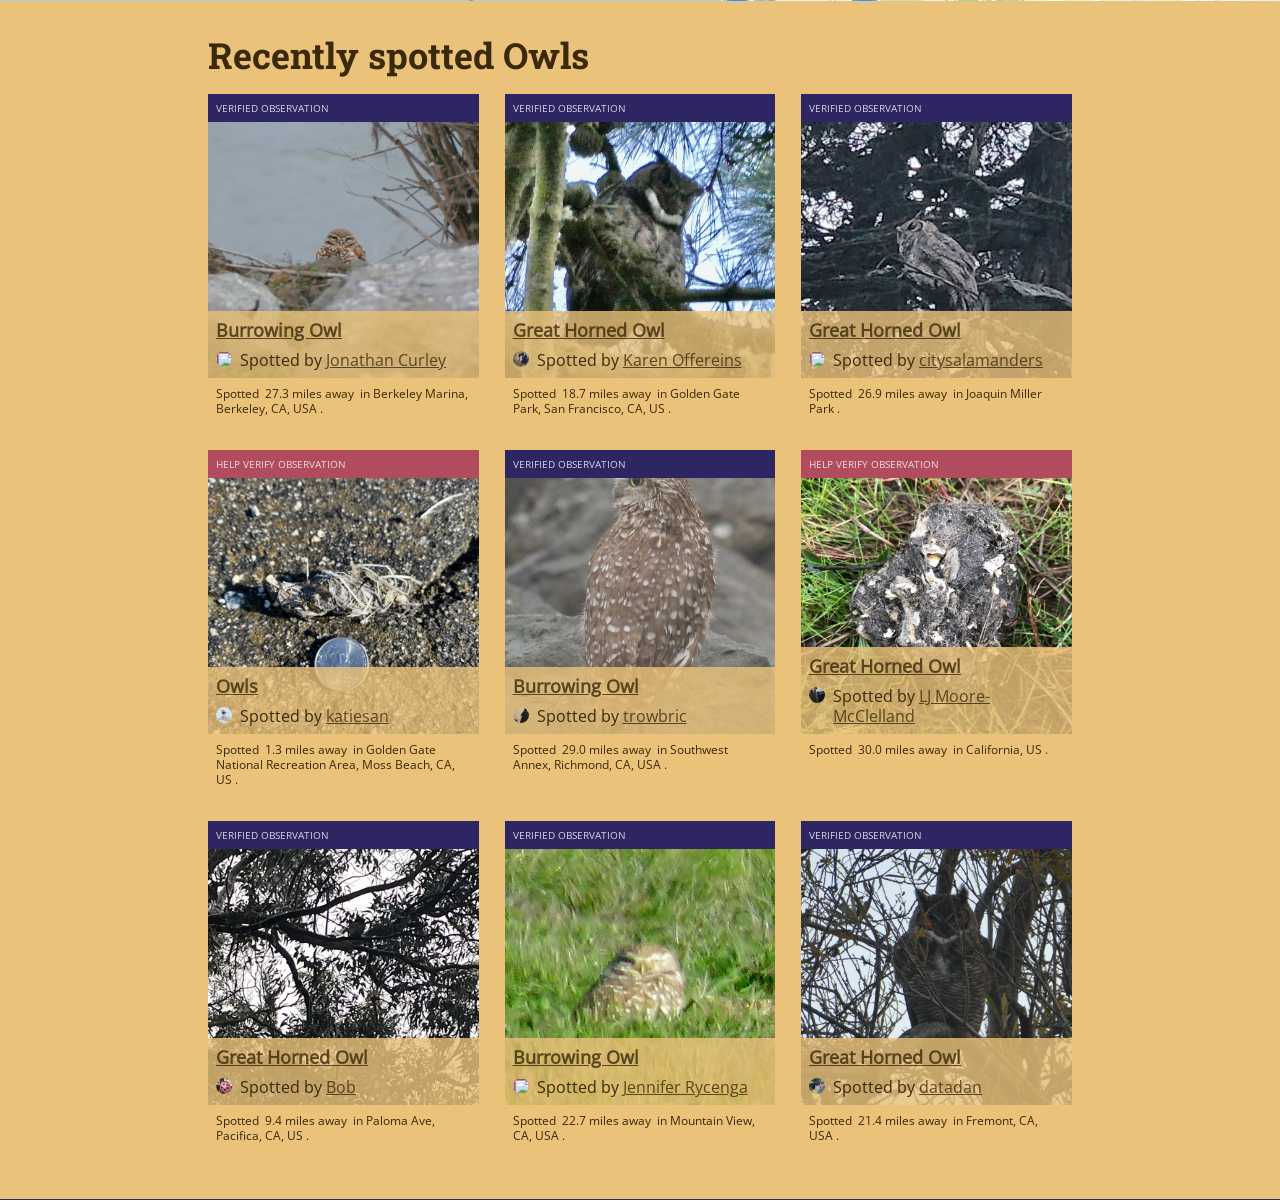 Recently spotted Owls
VERIFIED OBSERVATION
Burrowing Owl
Spotted by Jonathan Curley
Spotted 27.3 miles away in Berkeley Marina,
Berkeley, CA, USA .
VERIFIED OBSERVATION
Great Horned Owl
Spotted by Karen Offereins
Spotted 18.7 miles away in Golden Gate
Park, San Francisco, CA, US .
VERIFIED OBSERVATION
Great Horned Owl
Spotted by citysalamanders
Spotted 26.9 miles away in Joaquin Miller
Park .
HELP VERIFY OBSERVATION
Owls
Spotted by katiesan
Spotted 1.3 miles away in Golden Gate
National Recreation Area, Moss Beach, CA,
US .
VERIFIED OBSERVATION
Burrowing Owl
Spotted by trowbric
Spotted 29.0 miles away in Southwest
Annex, Richmond, CA, USA .
HELP VERIFY OBSERVATION
Great Horned Owl
Spotted by LJ Moore-
McClelland
Spotted 30.0 miles away in California, US .
VERIFIED OBSERVATION
Great Horned Owl
Spotted by Bob
Spotted 9.4 miles away in Paloma Ave,
Pacifica, CA, US .
VERIFIED OBSERVATION
Burrowing Owl
Spotted by Jennifer Rycenga
Spotted 22.7 miles away in Mountain View,
CA, USA .
VERIFIED OBSERVATION
Great Horned Owl
Spotted by datadan
Spotted 21.4 miles away in Fremont, CA,
USA .